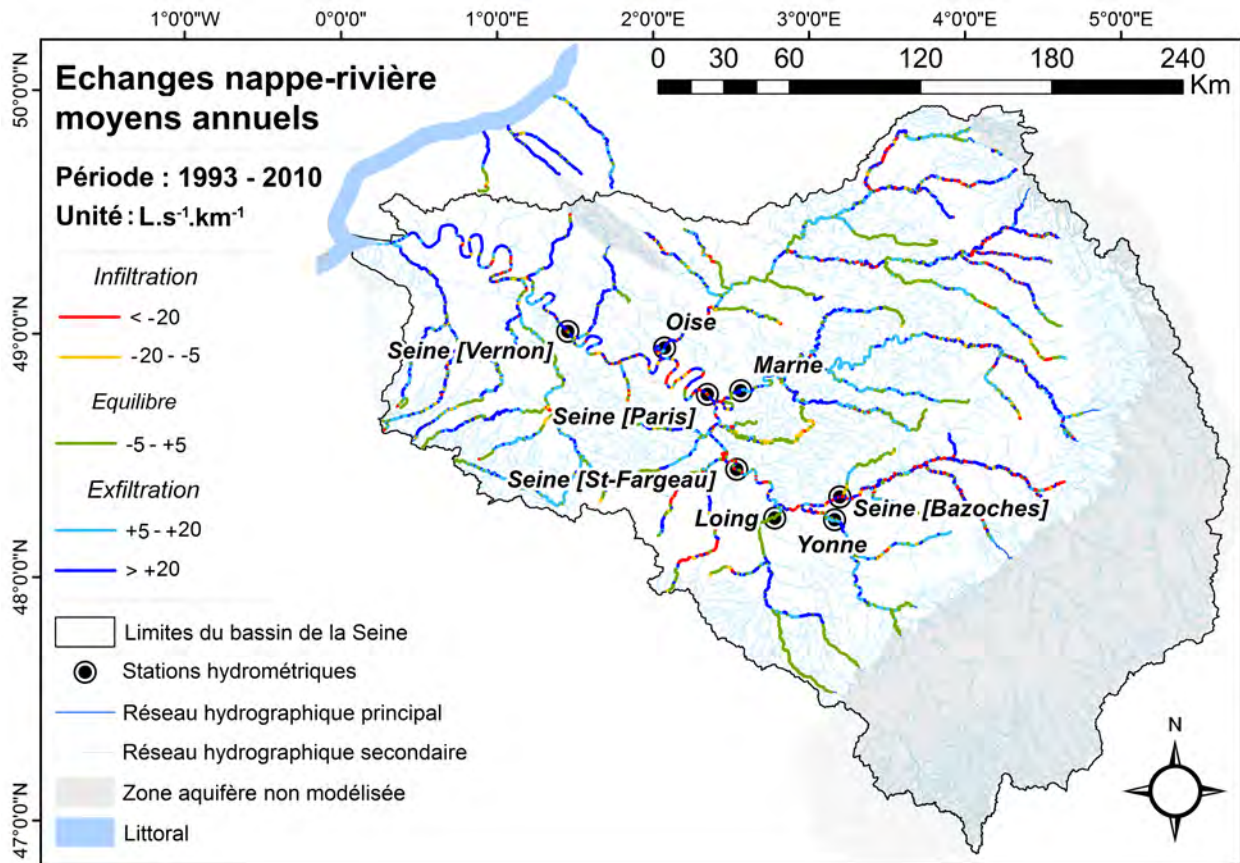 1°0'0"W 0°0'0" 1°0'0"E 2°0'0"E 3°0'0"E 4°0'0"E 5°0'0"E
50°0'0"N
49°0'0"N
48°0'0"N
47°0'0"N
Echanges nappe-rivière
moyens annuels
Période : 1993 - 2010
Unité : L.s⁻¹.km⁻¹
0 30 60 120 180 240
Km
Infiltration
< -20
-20 - -5
Equilibre
-5 - +5
Exfiltration
+5 - +20
> +20
Limites du bassin de la Seine
Stations hydrométriques
Réseau hydrographique principal
Réseau hydrographique secondaire
Zone aquifère non modélisée
Littoral
Oise
Seine [Vernon]
Marne
Seine [Paris]
Seine [St-Fargeau]
Seine [Bazoches]
Loing
Yonne
N